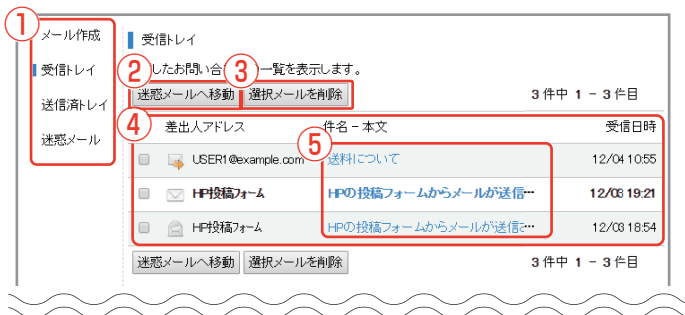 ①
メール作成
受信トレイ
送信済トレイ
迷惑メール
受信トレイ
したお問い合 一覧を表示します。
②
③
迷惑メールへ移動 選択メールを削除
3件中 1 － 3件目
④
差出人アドレス 件名－本文 受信日時
⑤
USER1@example.com 送料について 12/04 10:55
HP投稿フォーム HPの投稿フォームからメールが送信… 12/03 19:21
HP投稿フォーム HPの投稿フォームからメールが送信さ… 12/03 18:54
迷惑メールへ移動 選択メールを削除
3件中 1 － 3件目